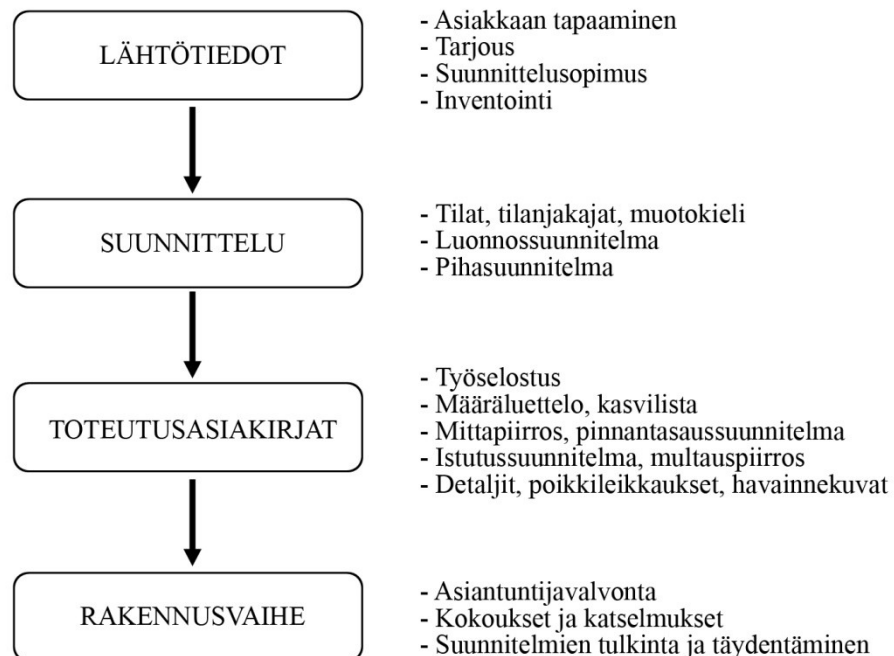 LÄHTÖTIEDOT
- Asiakkaan tapaaminen
- Tarjous
- Suunnittelusopimus
- Inventointi
SUUNNITTELU
- Tilat, tilanjakajat, muotokieli
- Luonnossuunnitelma
- Pihasuunnitelma
TOTEUTUSASIAKIRJAT
- Työselostus
- Määräluettelo, kasvilista
- Mittapiirros, pinnantasaussuunnitelma
- Istutussuunnitelma, multauspiirros
- Detaljit, poikkileikkaukset, havainnekuvat
RAKENNUSVAIHE
- Asiantuntijavalvonta
- Kokoukset ja katselmukset
- Suunnitelmien tulkinta ja täydentäminen